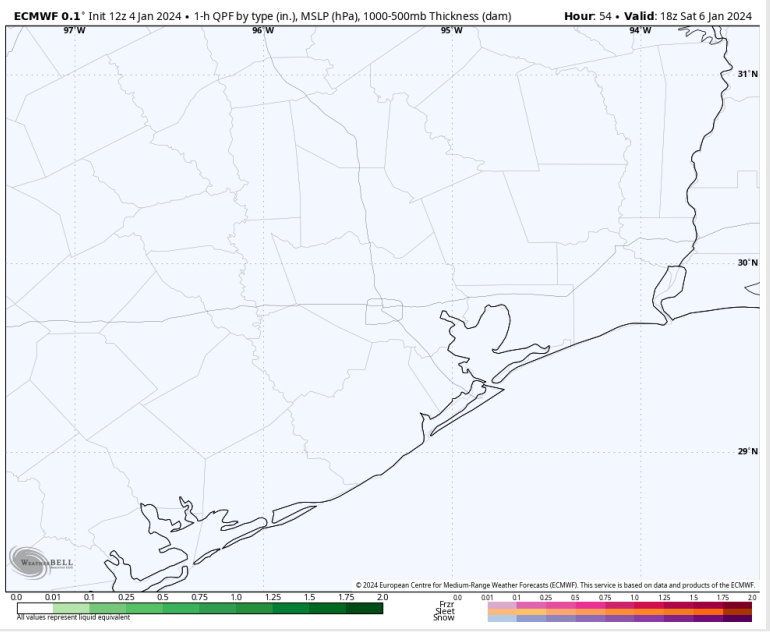 ECMWF 0.1° Init 12z 4 Jan 2024 • 1-h QPF by type (in.), MSLP (hPa), 1000-500mb Thickness (dam) Hour: 54 • Valid: 18z Sat 6 Jan 2024
97°W 96°W 95°W 94°W
31°N
30°N
29°N
WEATHERBELL
© 2024 European Centre for Medium-Range Weather Forecasts (ECMWF). This service is based on data and products of the ECMWF.
0.0 0.01 0.1 0.25 0.5 0.75 1.0 1.25 1.5 1.75 2.0 0.0 0.01 0.1 0.25 0.5 0.75 1.0 1.25 1.5 1.75 2.0
Frzr
Sleet
Snow
All values represent liquid equivalent